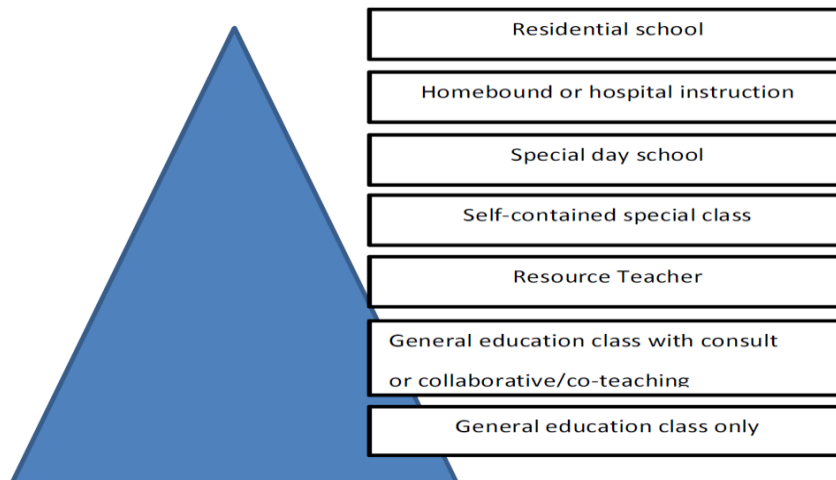 Residential school
Homebound or hospital instruction
Special day school
Self-contained special class
Resource Teacher
General education class with consult
or collaborative/co-teaching
General education class only